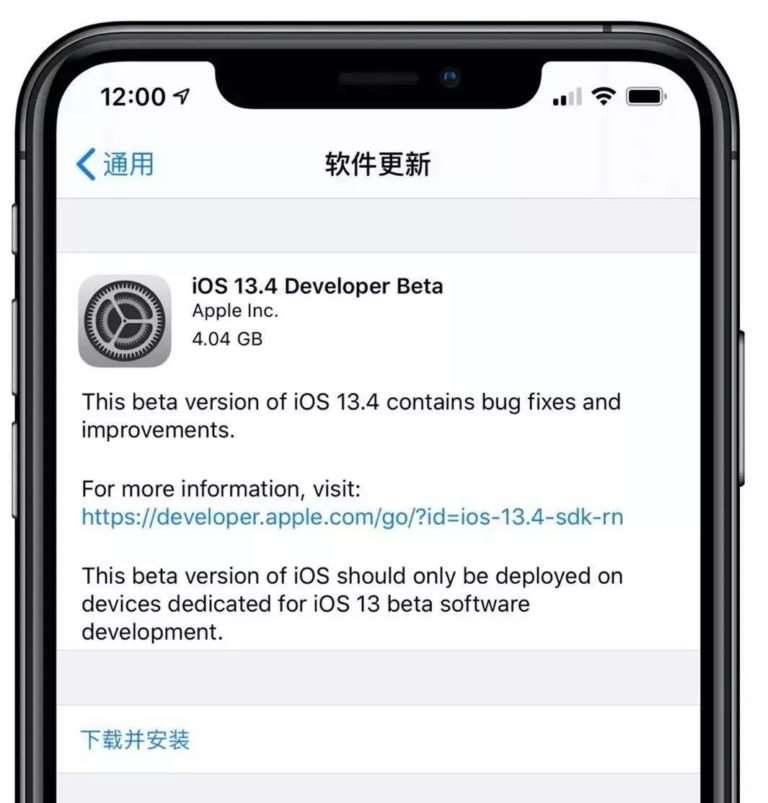 12:00
通用
软件更新
iOS 13.4 Developer Beta
Apple Inc.
4.04 GB
This beta version of iOS 13.4 contains bug fixes and
improvements.
For more information, visit:
https://developer.apple.com/go/?id=ios-13.4-sdk-rn
This beta version of iOS should only be deployed on
devices dedicated for iOS 13 beta software
development.
下载并安装